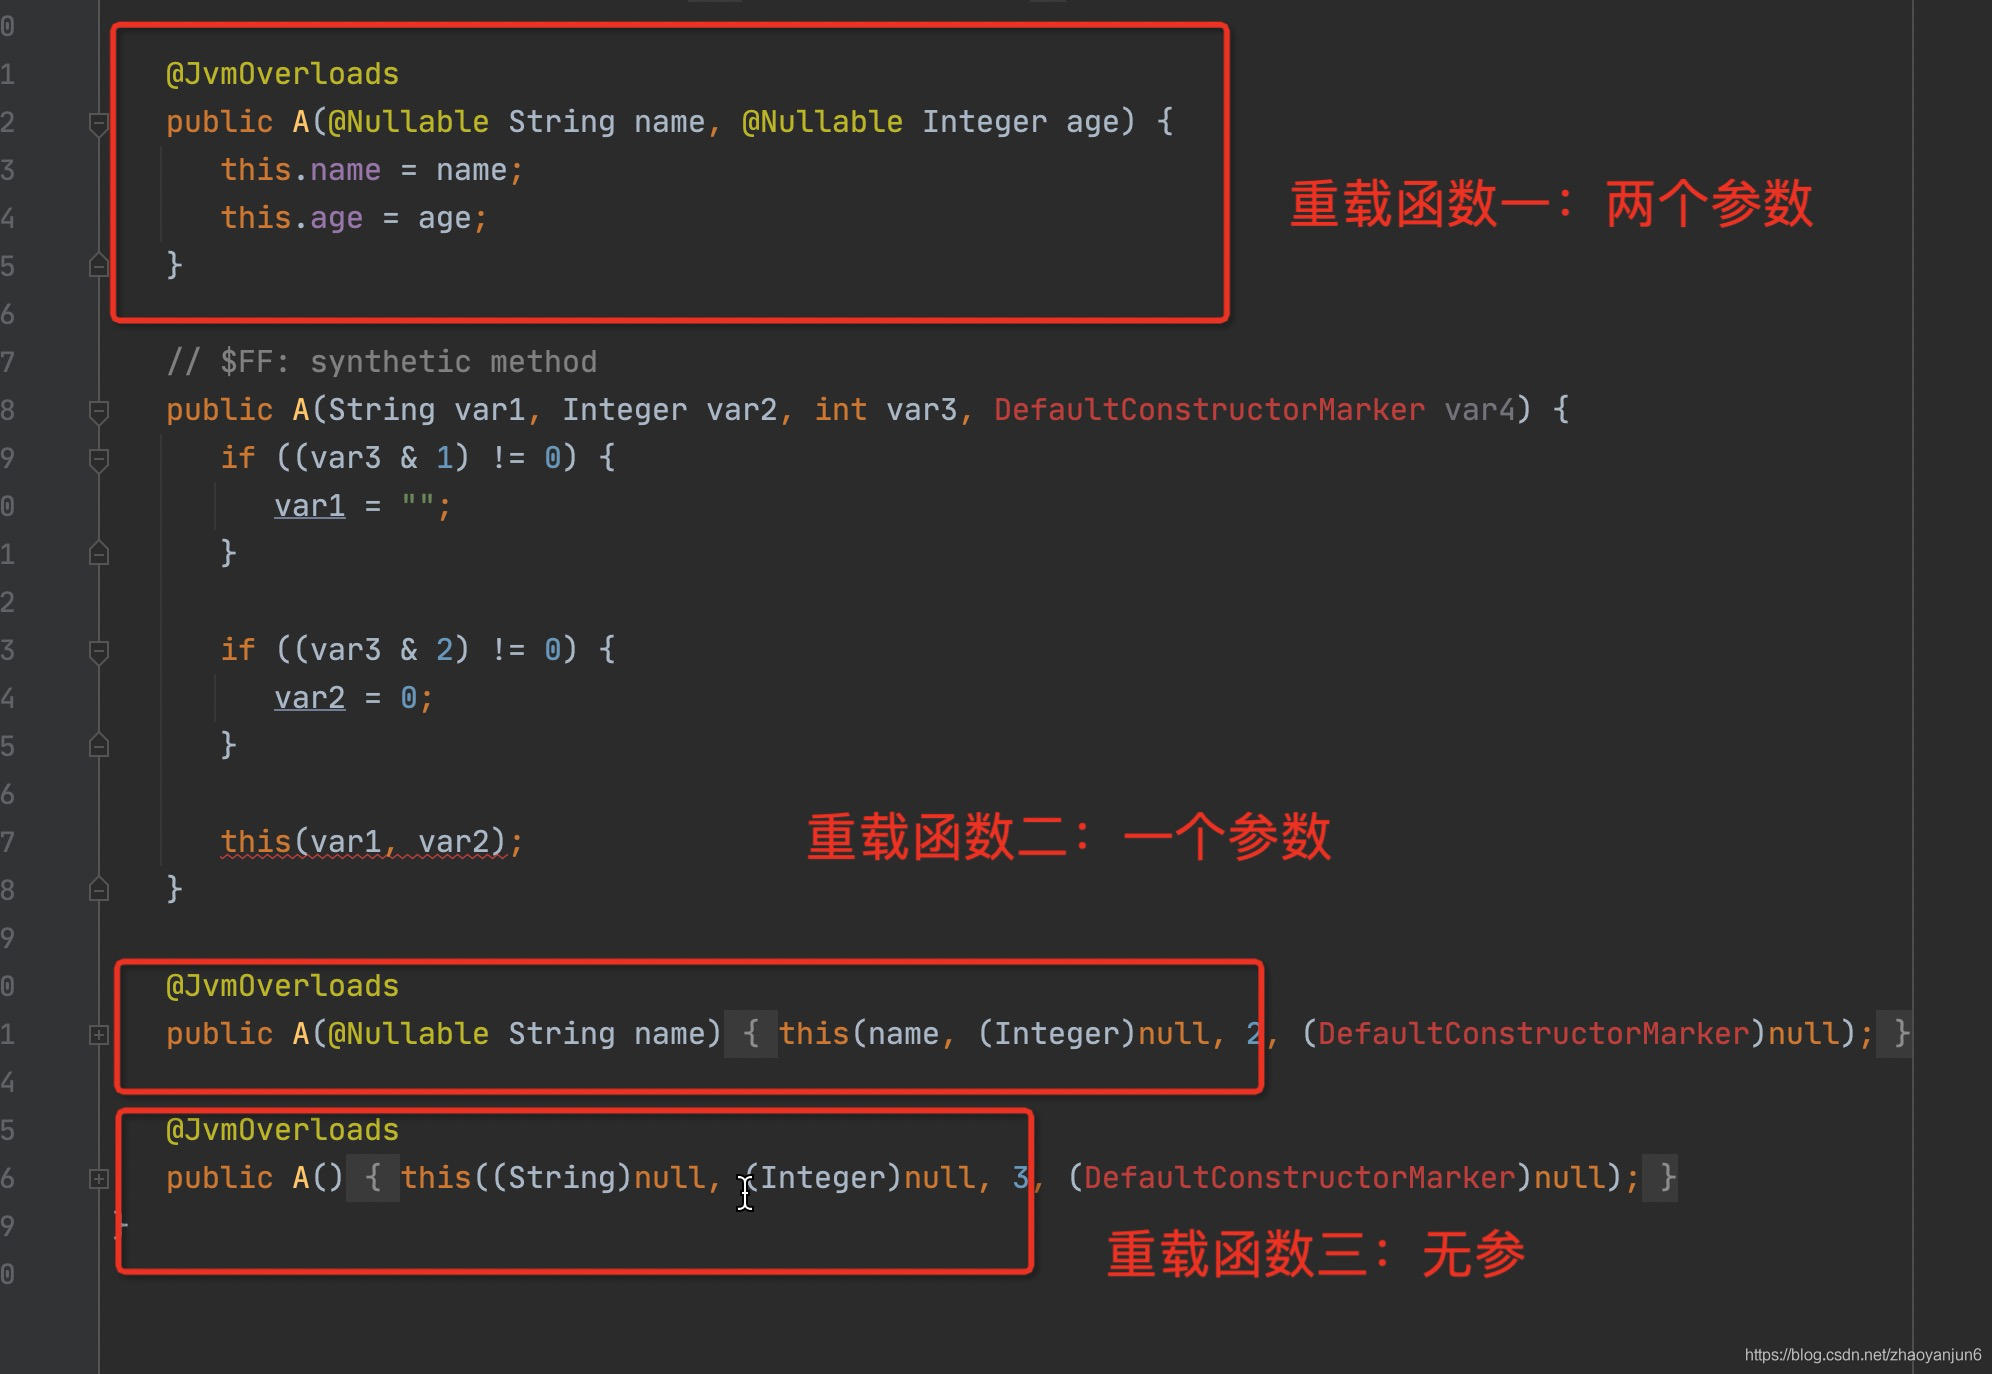 0
1 @JvmOverloads
2 public A(@Nullable String name, @Nullable Integer age) {
3 this.name = name;
重载函数一：两个参数
4 this.age = age;
5 }
6
7 // $FF: synthetic method
8 public A(String var1, Integer var2, int var3, DefaultConstructorMarker var4) {
9 if ((var3 & 1) != 0) {
0 var1 = "";
1 }
2
3 if ((var3 & 2) != 0) {
4 var2 = 0;
5 }
6
7 this(var1, var2);
重载函数二：一个参数
8 }
9
0 @JvmOverloads
1 public A(@Nullable String name) { this(name, (Integer)null, 2, (DefaultConstructorMarker)null); }
4
5 @JvmOverloads
6 public A() { this((String)null, (Integer)null, 3, (DefaultConstructorMarker)null); }
9 }
重载函数三：无参
0
https://blog.csdn.net/zhaoyanjun6